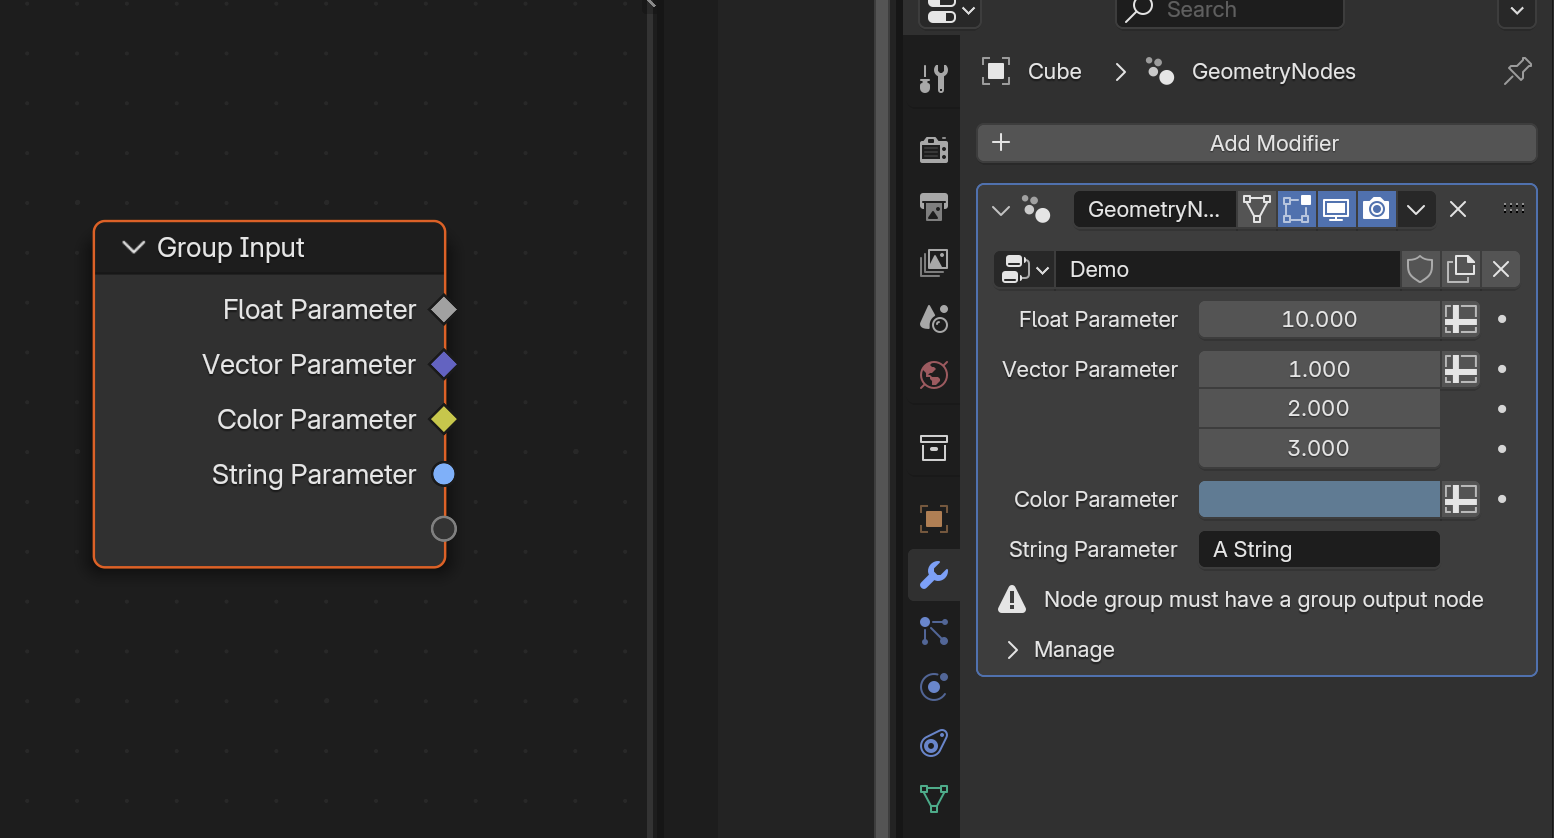 Search
Cube
GeometryNodes
Add Modifier
GeometryN...
Group Input
Demo
Float Parameter
Vector Parameter
Color Parameter
String Parameter
Float Parameter 10.000
Vector Parameter 1.000
2.000
3.000
Color Parameter
String Parameter A String
Node group must have a group output node
Manage